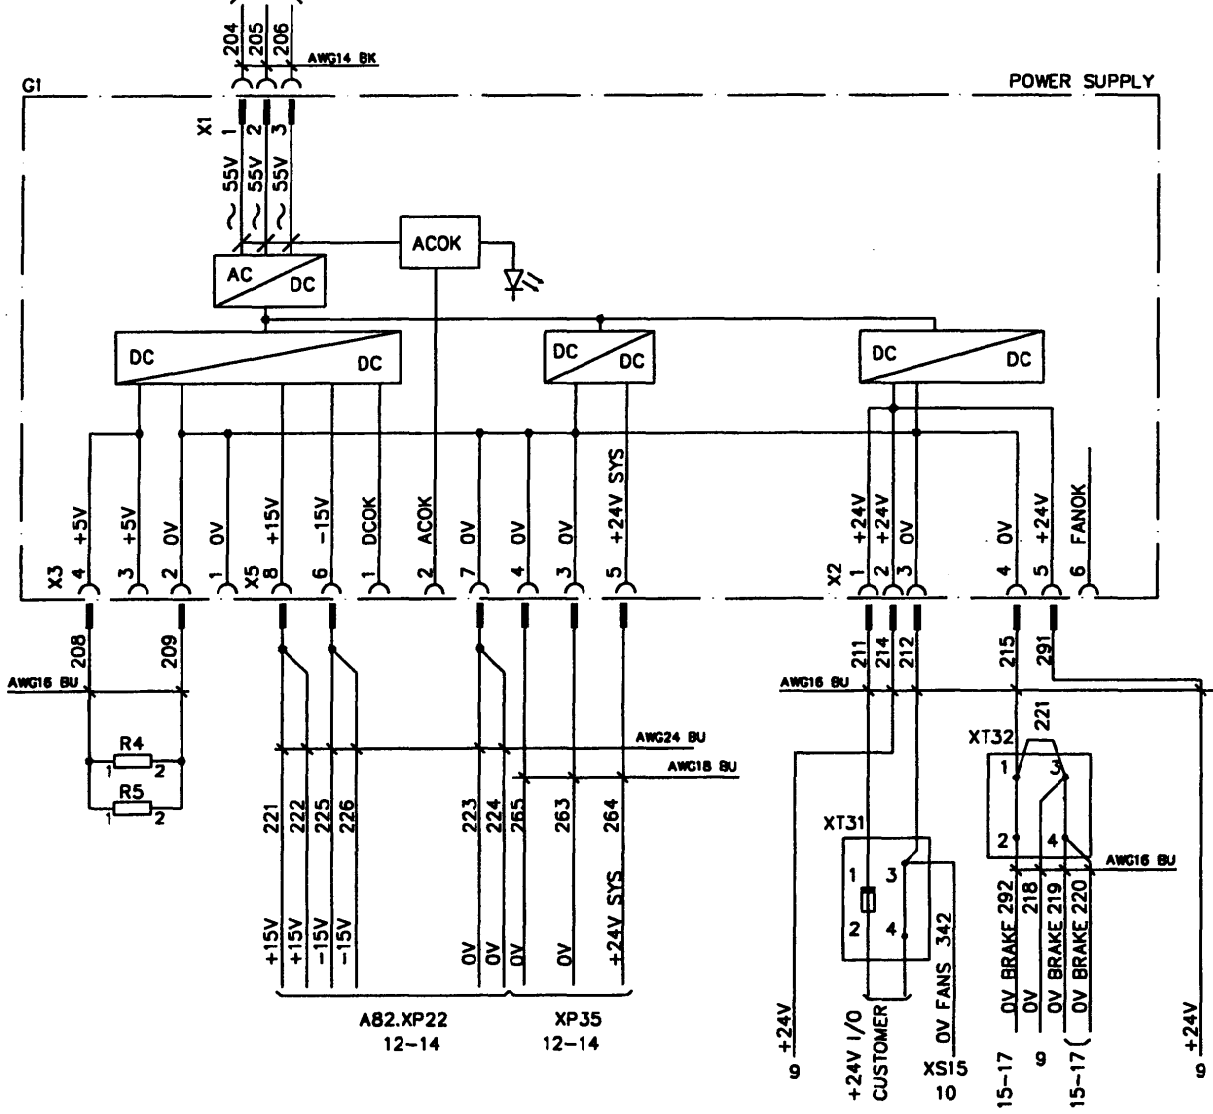 204 205 206
AWG14 BK
G1
POWER SUPPLY
X1 1 2 3
~ 55V ~ 55V ~ 55V
ACOK
AC DC
DC DC
DC DC
DC DC
+5V +5V 0V 0V +15V -15V DCOK ACOK 0V 0V 0V +24V SYS +24V +24V 0V 0V +24V FANOK
X3 4 3 2 1 X5 8 6 1 2 7 4 3 5 X2 1 2 3 4 5 6
208 209 211 214 212 215 291
AWG16 BU
AWG16 BU
221
XT32
AWG24 BU
R4
1 2
AWG18 BU
1 3
R5
1 2
221 222 225 226 223 224 265 263 264
XT31
2 4
AWG16 BU
1 3
2 4
+15V +15V -15V -15V 0V 0V 0V 0V +24V SYS
0V FANS 342
0V BRAKE 292
0V 218
0V BRAKE 219
0V BRAKE 220
A82.XP22
12-14
XP35
12-14
+24V
9
+24V I/O
CUSTOMER
XS15
10
15-17
9
15-17
+24V
9